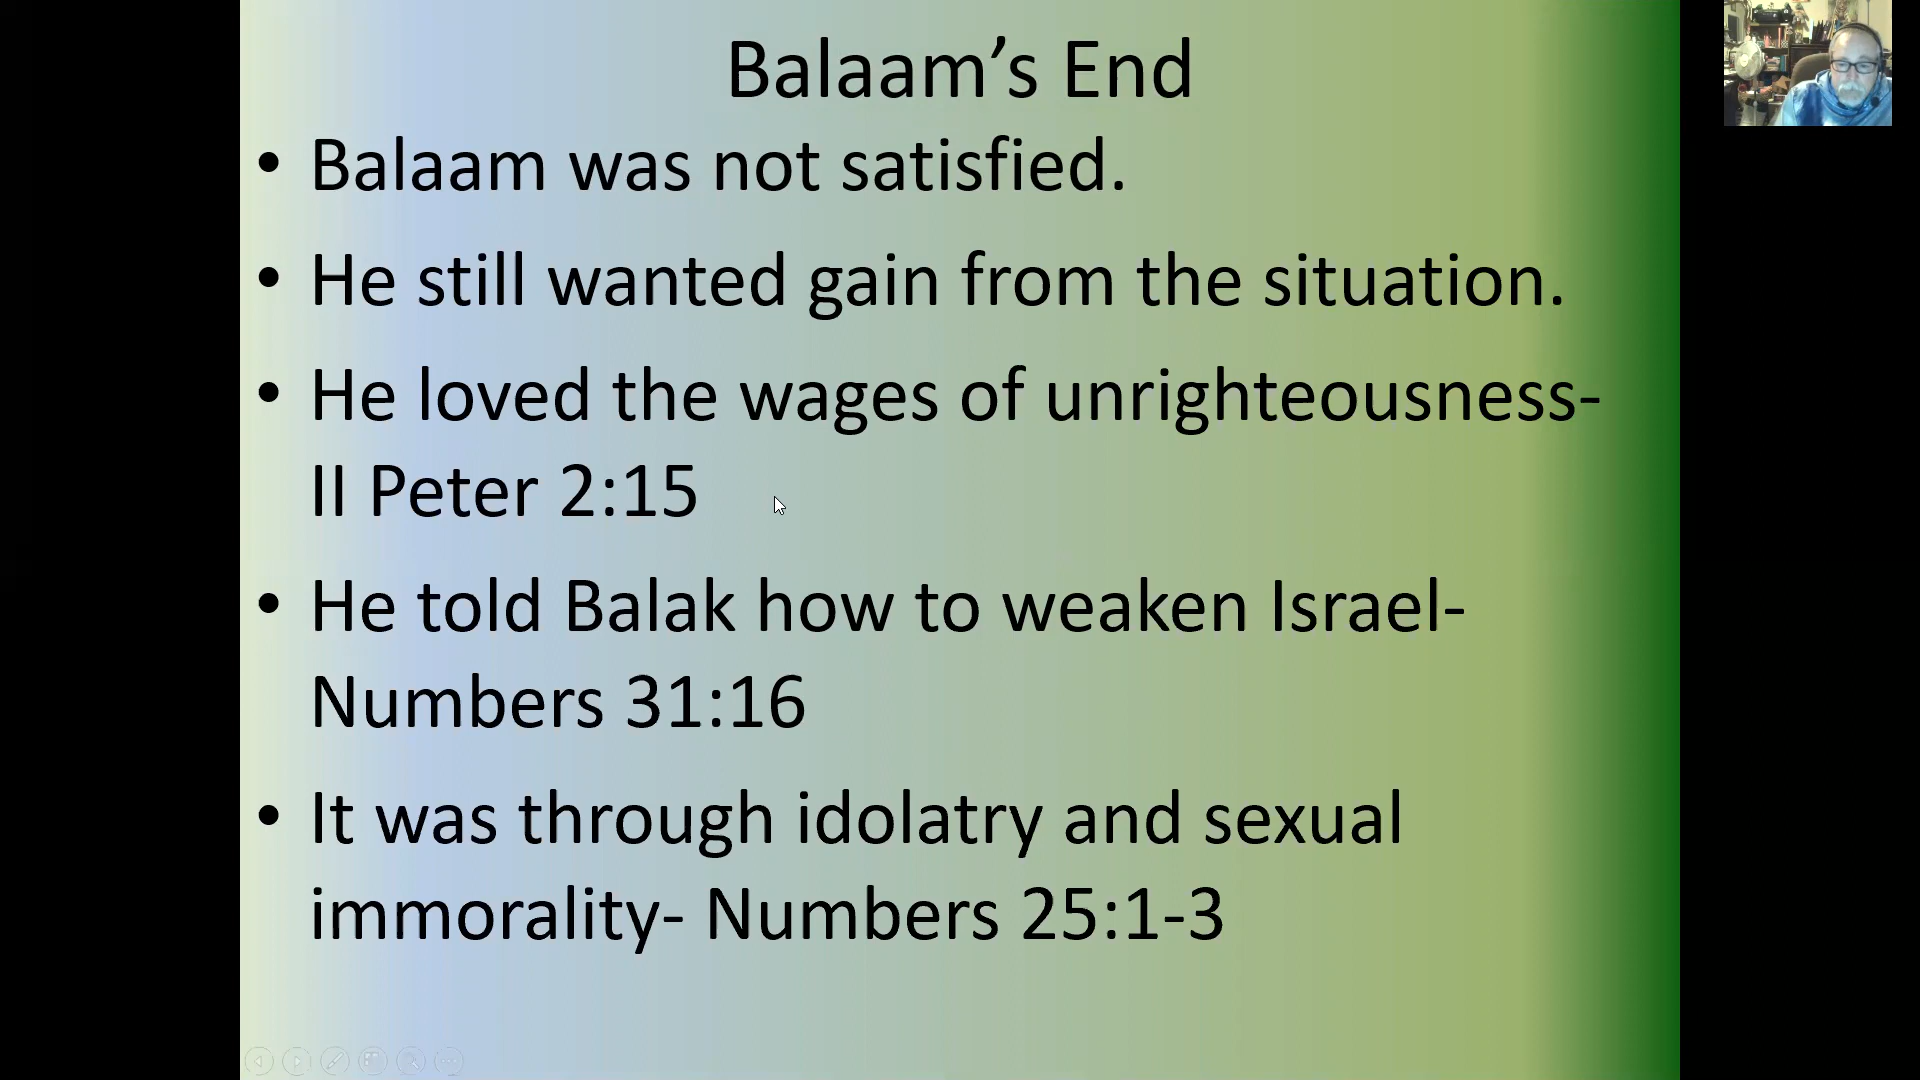 Balaam’s End
• Balaam was not satisfied.
• He still wanted gain from the situation.
• He loved the wages of unrighteousness-
II Peter 2:15
• He told Balak how to weaken Israel-
Numbers 31:16
• It was through idolatry and sexual
immorality- Numbers 25:1-3